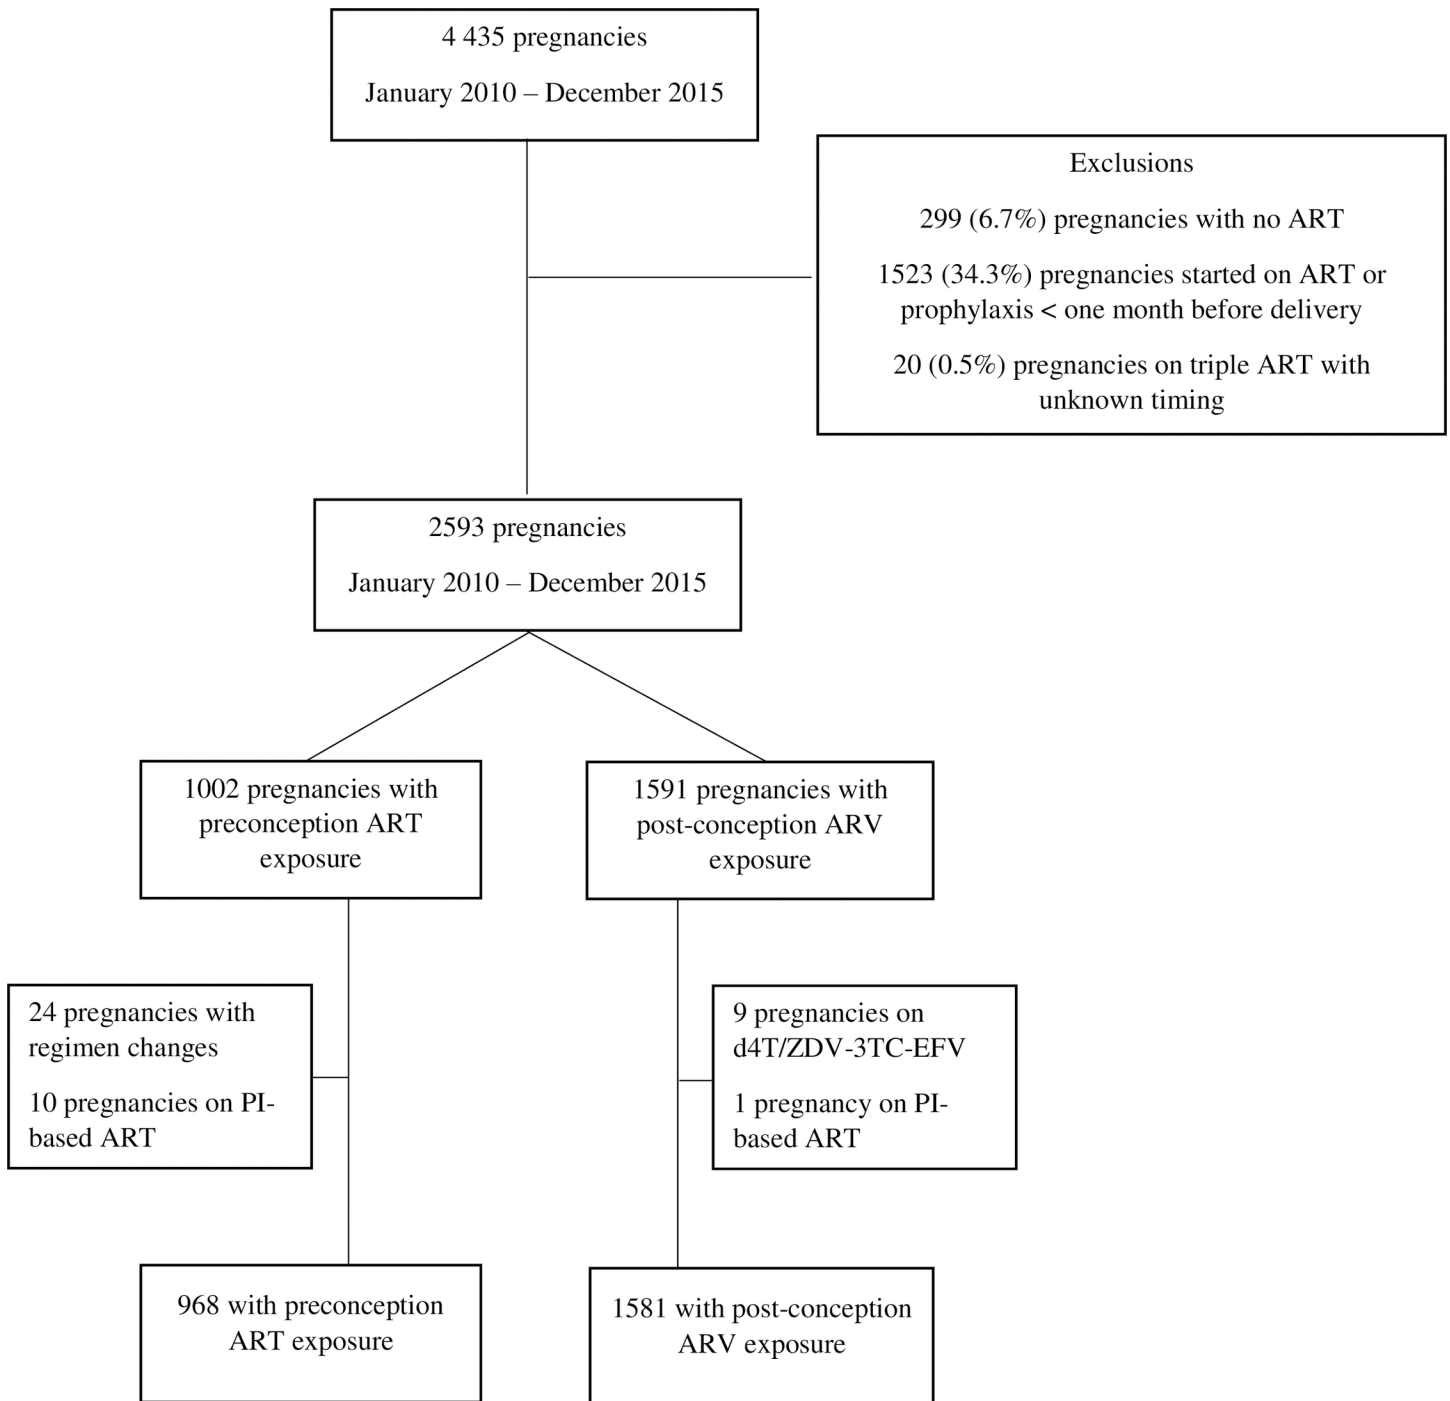 4 435 pregnancies
January 2010 – December 2015
Exclusions
299 (6.7%) pregnancies with no ART
1523 (34.3%) pregnancies started on ART or
prophylaxis < one month before delivery
20 (0.5%) pregnancies on triple ART with
unknown timing
2593 pregnancies
January 2010 – December 2015
1002 pregnancies with
preconception ART
exposure
1591 pregnancies with
post-conception ARV
exposure
24 pregnancies with
regimen changes
10 pregnancies on PI-
based ART
9 pregnancies on
d4T/ZDV-3TC-EFV
1 pregnancy on PI-
based ART
968 with preconception
ART exposure
1581 with post-conception
ARV exposure